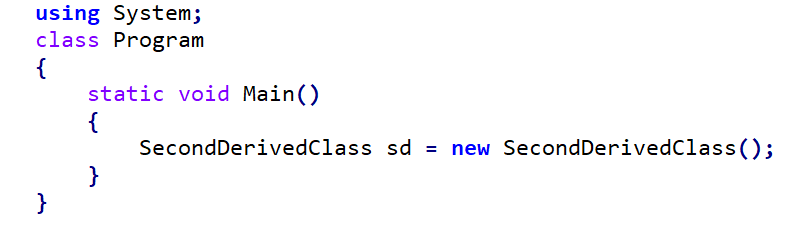 using System;
class Program
{
    static void Main()
    {
        SecondDerivedClass sd = new SecondDerivedClass();
    }
}